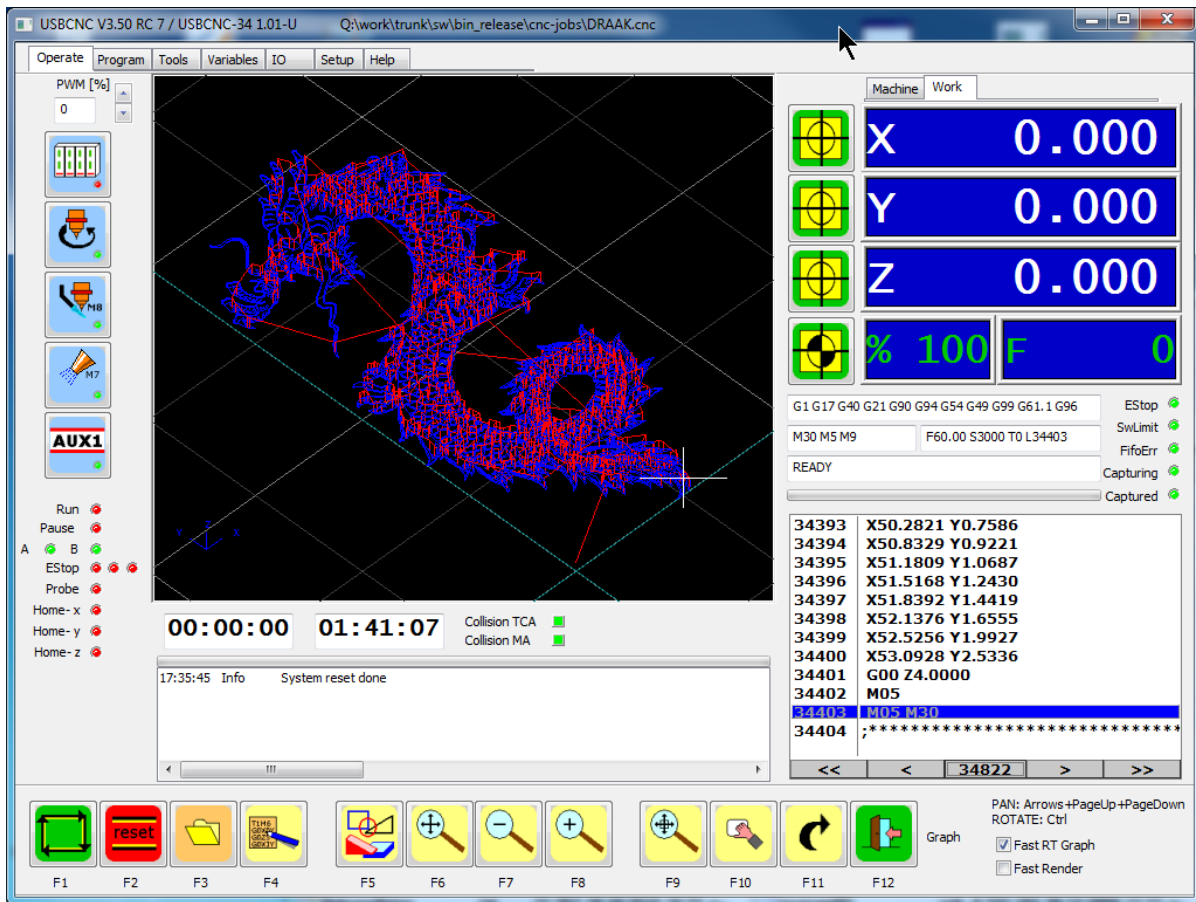 USBCNC V3.50 RC 7 / USBCNC-34 1.01-U Q:\work\trunk\sw\bin_release\cnc-jobs\DRAAK.cnc
Operate Program Tools Variables IO Setup Help
PWM [%]
0
M8
M7
AUX1
Run
Pause
A B
EStop
Probe
Home- x
Home- y
Home- z
Y Z X
00:00:00 01:41:07
Collision TCA
Collision MA
17:35:45 Info System reset done
Machine Work
X 0.000
Y 0.000
Z 0.000
% 100 F 0
G1 G17 G40 G21 G90 G94 G54 G49 G99 G61.1 G96
M30 M5 M9 F60.00 S3000 T0 L34403
READY
EStop
SwLimit
FifoErr
Capturing
Captured
34393 X50.2821 Y0.7586
34394 X50.8329 Y0.9221
34395 X51.1809 Y1.0687
34396 X51.5168 Y1.2430
34397 X51.8392 Y1.4419
34398 X52.1376 Y1.6555
34399 X52.5256 Y1.9927
34400 X53.0928 Y2.5336
34401 G00 Z4.0000
34402 M05
34403 M05 M30
34404 ;******************************
<< < 34822 > >>
reset
F1 F2 F3 F4 F5 F6 F7 F8 F9 F10 F11 F12
Graph
PAN: Arrows+PageUp+PageDown
ROTATE: Ctrl
Fast RT Graph
Fast Render